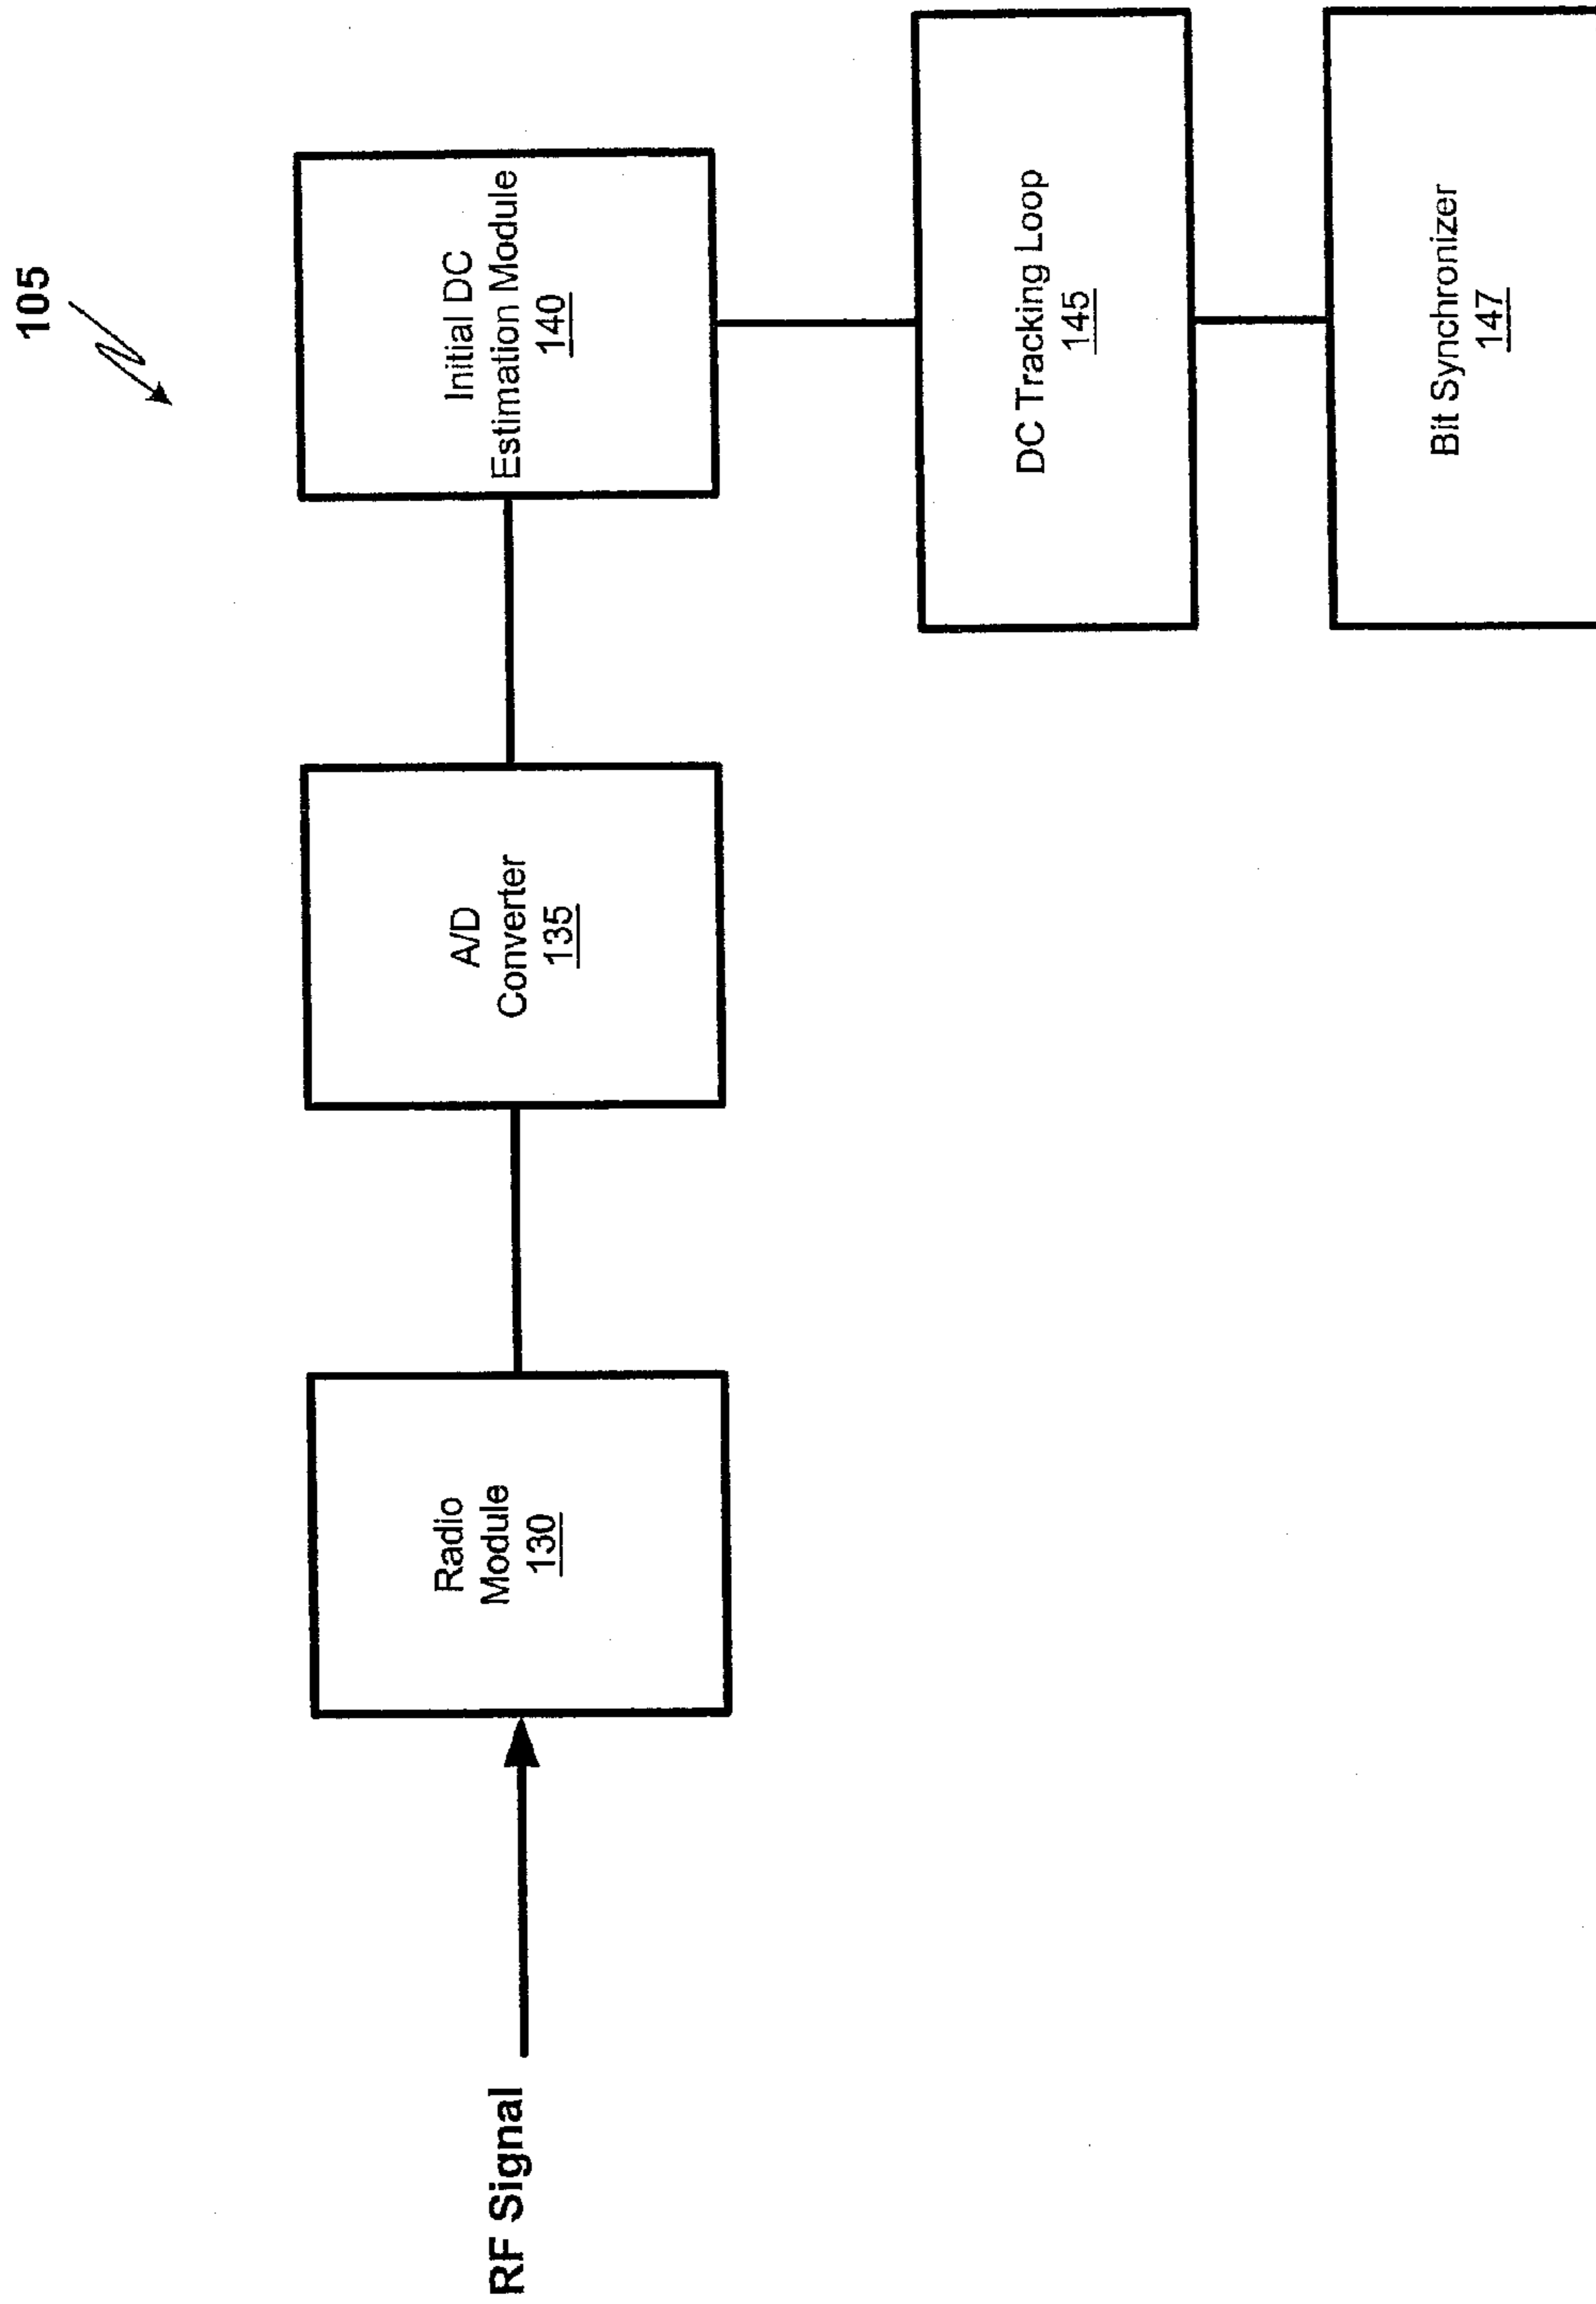 105
RF Signal
Radio
Module
130
A/D
Converter
135
Initial DC
Estimation Module
140
DC Tracking Loop
145
Bit Synchronizer
147